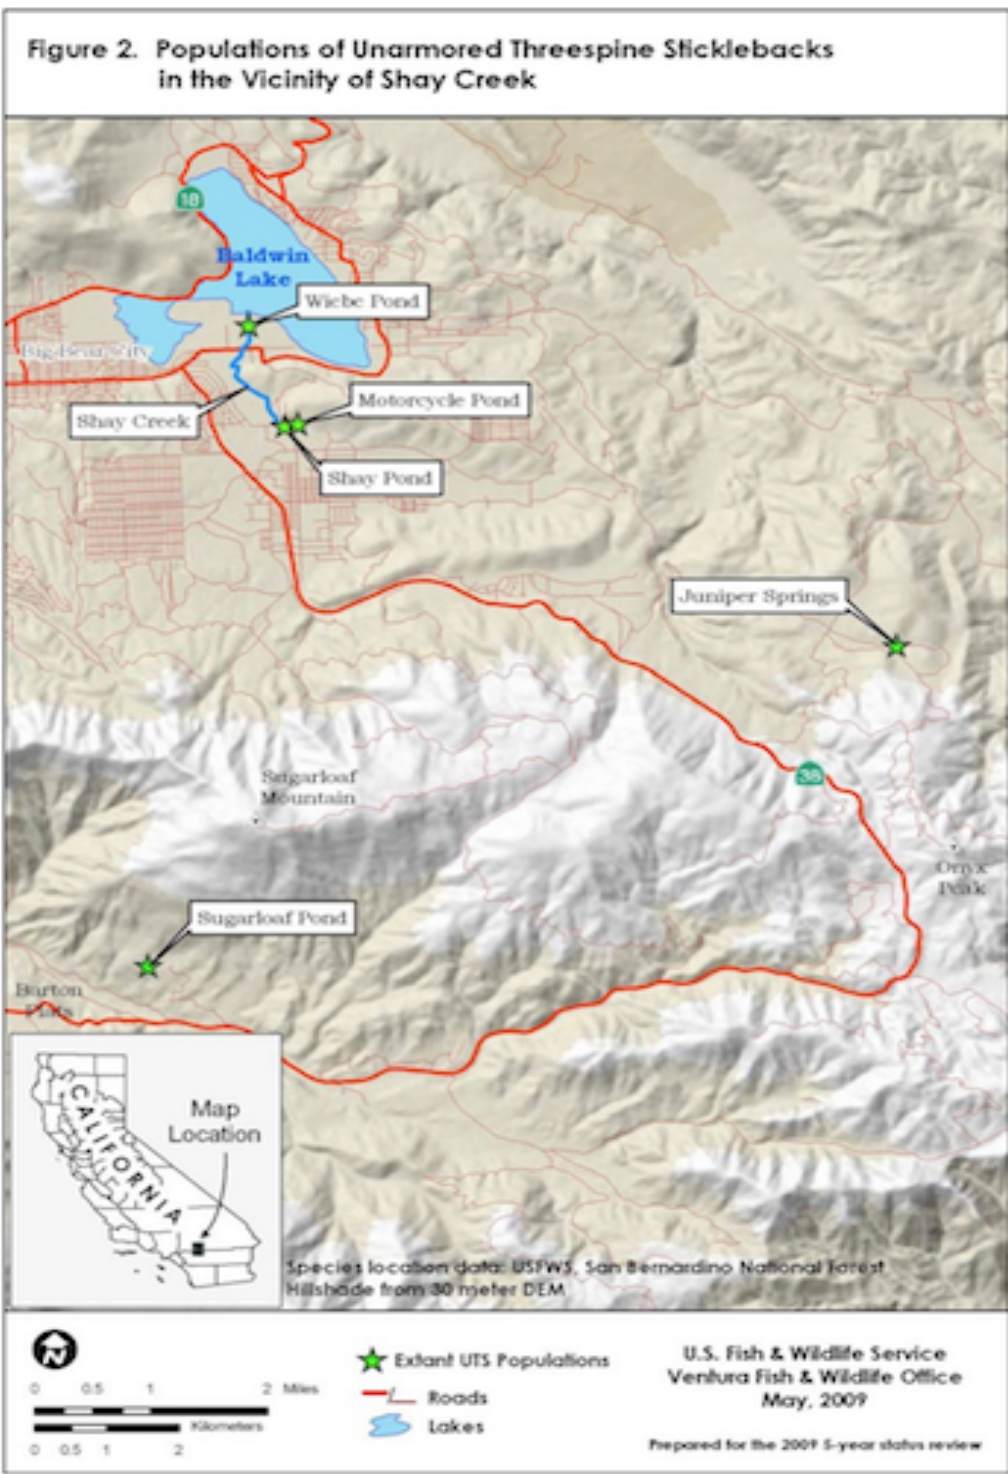 Figure 2. Populations of Unarmored Threespine Sticklebacks
in the Vicinity of Shay Creek
18
Baldwin
Lake
Wiebe Pond
Big Bear City
Motorcycle Pond
Shay Creek
Shay Pond
Juniper Springs
38
Sugarloaf
Mountain
Onyx
Peak
Sugarloaf Pond
Barton
Flats
CALIFORNIA
Map
Location
Species location data: USFWS, San Bernardino National Forest
Hillshade from 30 meter DEM
N
0 0.5 1 2 Miles
Kilometers
0 0.5 1 2
Extant UTS Populations
Roads
Lakes
U.S. Fish & Wildlife Service
Ventura Fish & Wildlife Office
May, 2009
Prepared for the 2009 5-year status review